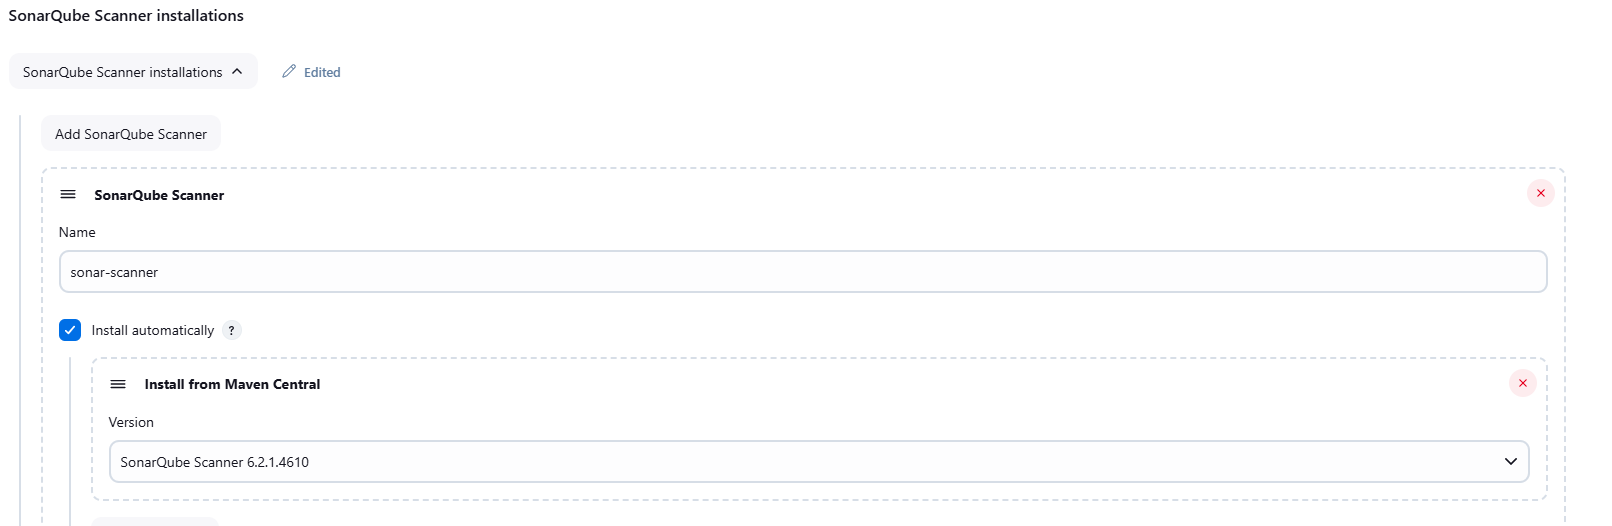 SonarQube Scanner installations
SonarQube Scanner installations
Edited
Add SonarQube Scanner
SonarQube Scanner
Name
sonar-scanner
Install automatically ?
Install from Maven Central
Version
SonarQube Scanner 6.2.1.4610